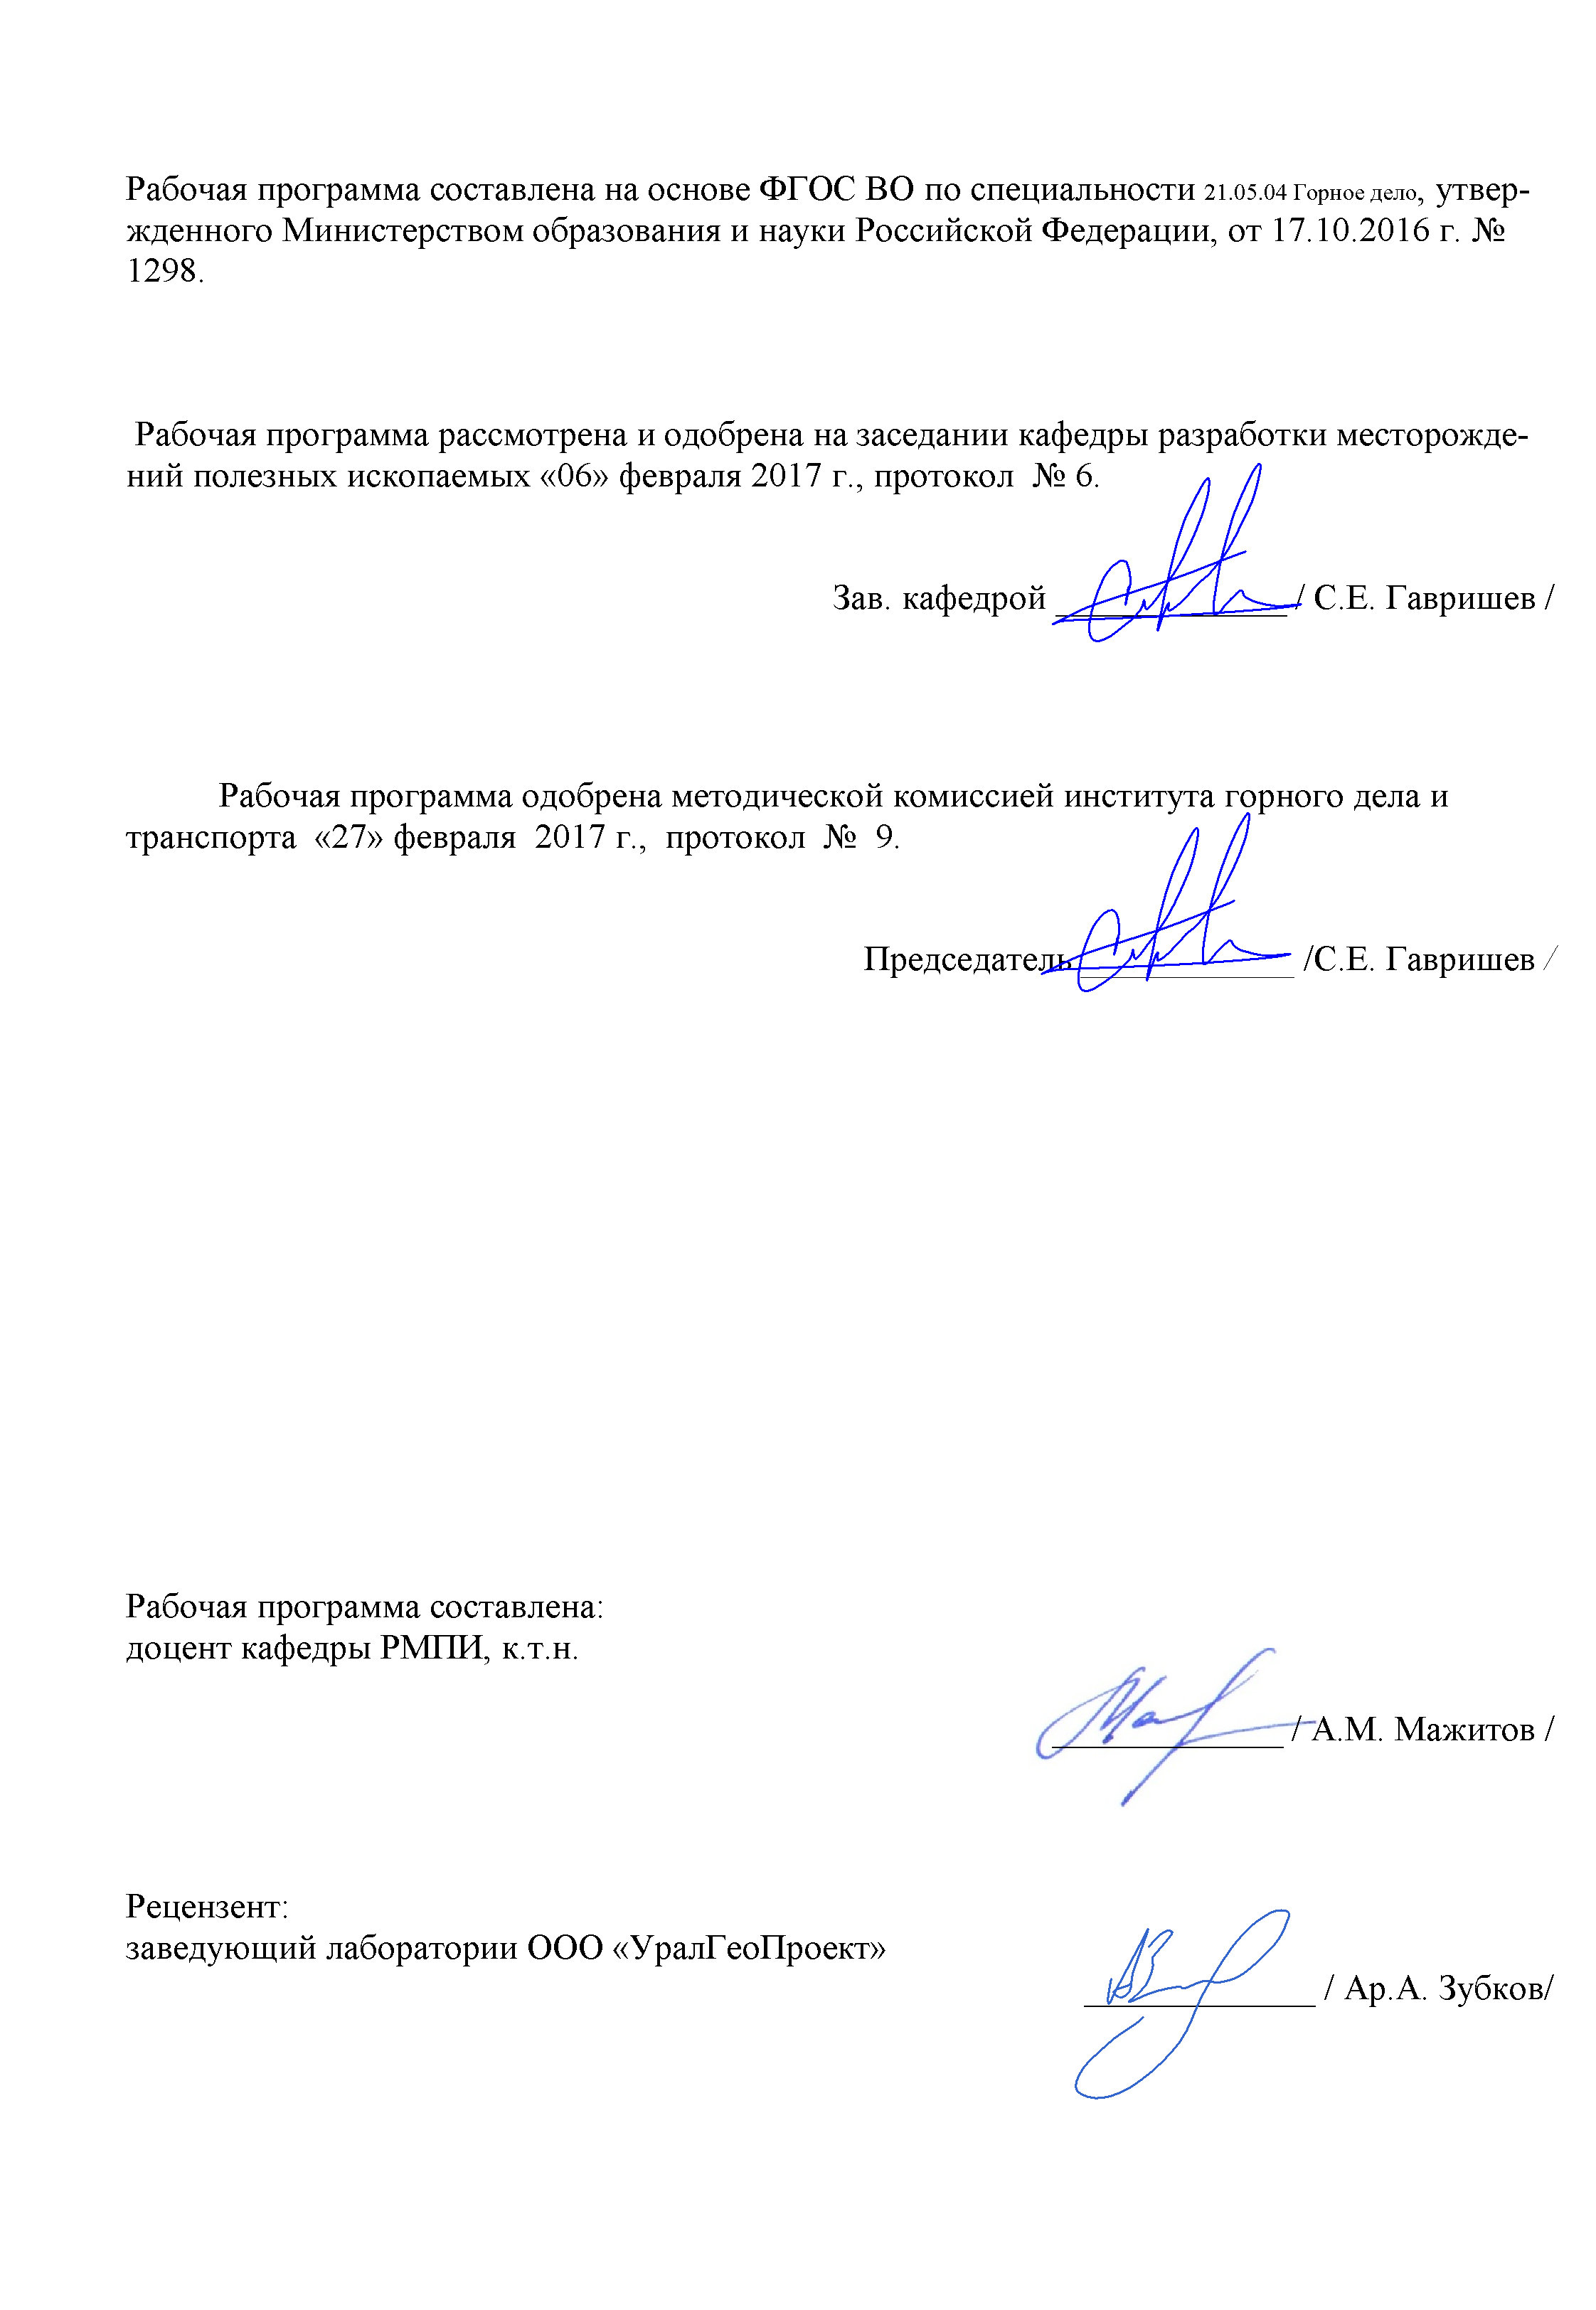 Рабочая программа составлена на основе ФГОС ВО по специальности 21.05.04 Горное дело, утвер-
жденного Министерством образования и науки Российской Федерации, от 17.10.2016 г. №
1298.
Рабочая программа рассмотрена и одобрена на заседании кафедры разработки месторожде-
ний полезных ископаемых «06» февраля 2017 г., протокол № 6.
Зав. кафедрой ______________/ С.Е. Гавришев /
Рабочая программа одобрена методической комиссией института горного дела и
транспорта «27» февраля 2017 г., протокол № 9.
Председатель ______________ /С.Е. Гавришев /
Рабочая программа составлена:
доцент кафедры РМПИ, к.т.н.
______________ / А.М. Мажитов /
Рецензент:
заведующий лаборатории ООО «УралГеоПроект»
______________ / Ар.А. Зубков/